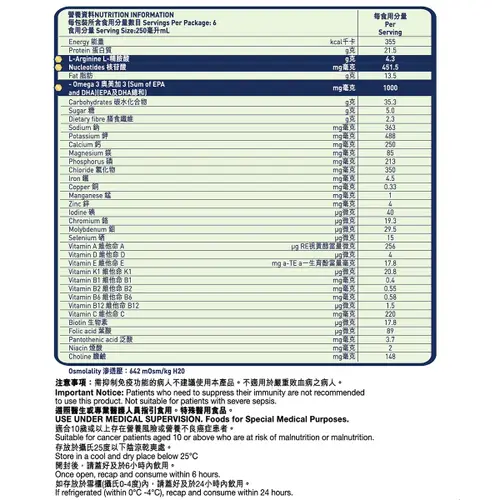 營養資料NUTRITION INFORMATION
每包裝所含食用分量數目 Servings Per Package: 6
食用分量 Serving Size:250毫升mL
每食用分量
Per
Serving
Energy 能量 kcal千卡 355
Protein 蛋白質 g克 21.5
L-Arginine L-精胺酸 g克 4.3
Nucleotides 核苷酸 mg毫克 451.5
Fat 脂肪 g克 13.5
- Omega 3 奧美加 3 (Sum of EPA
and DHA)(EPA及DHA總和) mg毫克 1000
Carbohydrates 碳水化合物 g克 35.3
Sugar 糖 g克 5.0
Dietary fibre 膳食纖維 g克 2.3
Sodium 鈉 mg毫克 363
Potassium 鉀 mg毫克 488
Calcium 鈣 mg毫克 250
Magnesium 鎂 mg毫克 85
Phosphorus 磷 mg毫克 213
Chloride 氯化物 mg毫克 350
Iron 鐵 mg毫克 4.5
Copper 銅 mg毫克 0.33
Manganese 錳 mg毫克 1
Zinc 鋅 mg毫克 4
Iodine 碘 µg微克 40
Chromium 鉻 µg微克 19.3
Molybdenum 鉬 µg微克 29.5
Selenium 硒 µg微克 15
Vitamin A 維他命 A µg RE視黃醇當量微克 256
Vitamin D 維他命 D µg微克 4
Vitamin E 維他命 E mg a-TE a一生育酚當量毫克 17.8
Vitamin K1 維他命 K1 µg微克 20.8
Vitamin B1 維他命 B1 mg毫克 0.4
Vitamin B2 維他命 B2 mg毫克 0.55
Vitamin B6 維他命 B6 mg毫克 0.58
Vitamin B12 維他命 B12 µg微克 1.5
Vitamin C 維他命 C mg毫克 220
Biotin 生物素 µg微克 17.8
Folic acid 葉酸 µg微克 89
Pantothenic acid 泛酸 mg毫克 3.7
Niacin 煙酸 mg毫克 2
Choline 膽鹼 mg毫克 148
Osmolality 滲透壓：642 mOsm/kg H20
注意事項：需抑制免疫功能的病人不建議使用本產品。不適用於嚴重敗血病之病人。
Important Notice: Patients who need to suppress their immunity are not recommended
to use this product. Not suitable for patients with severe sepsis.
遵照醫生或專業醫護人員指引食用。特殊醫用食品。
USE UNDER MEDICAL SUPERVISION. Foods for Special Medical Purposes.
適合10歲或以上存在營養風險或營養不良癌症患者。
Suitable for cancer patients aged 10 or above who are at risk of malnutrition or malnutrition.
存放於攝氏25度以下陰涼乾爽處。
Store in a cool and dry place below 25°C
開封後，請蓋好及於6小時內飲用。
Once open, recap and consume within 6 hours.
如存放於雪櫃(攝氏0-4度)內，請蓋好及於24小時內飲用。
If refrigerated (within 0°C -4°C), recap and consume within 24 hours.